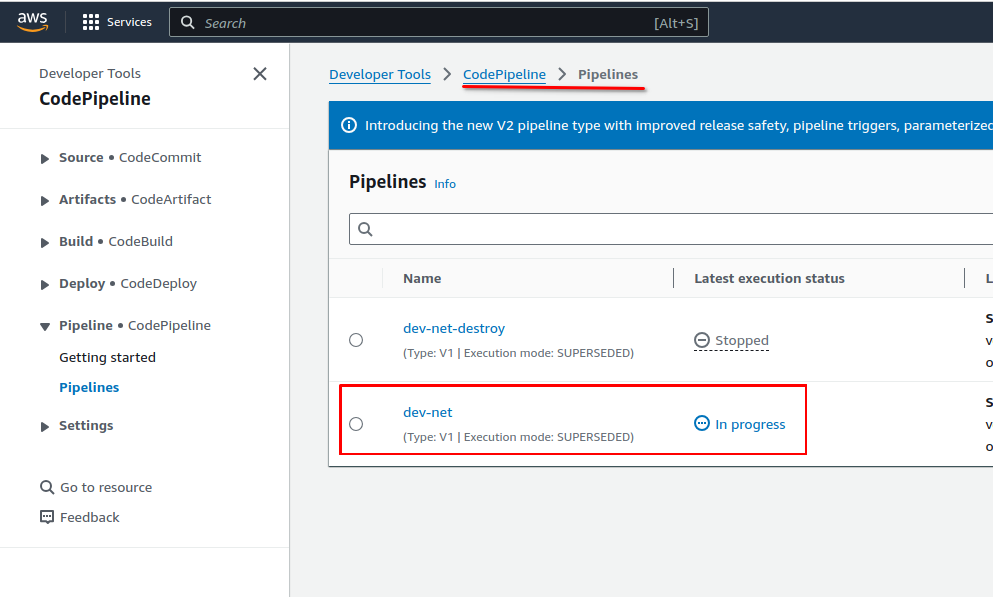 aws Services Search [Alt+S]
Developer Tools
CodePipeline
Source • CodeCommit
Artifacts • CodeArtifact
Build • CodeBuild
Deploy • CodeDeploy
Pipeline • CodePipeline
Getting started
Pipelines
Settings
Go to resource
Feedback
Developer Tools > CodePipeline > Pipelines
Introducing the new V2 pipeline type with improved release safety, pipeline triggers, parameterized
Pipelines Info
Name Latest execution status L
dev-net-destroy
(Type: V1 | Execution mode: SUPERSEDED)
Stopped
S
v
o
dev-net
(Type: V1 | Execution mode: SUPERSEDED)
In progress
S
v
o